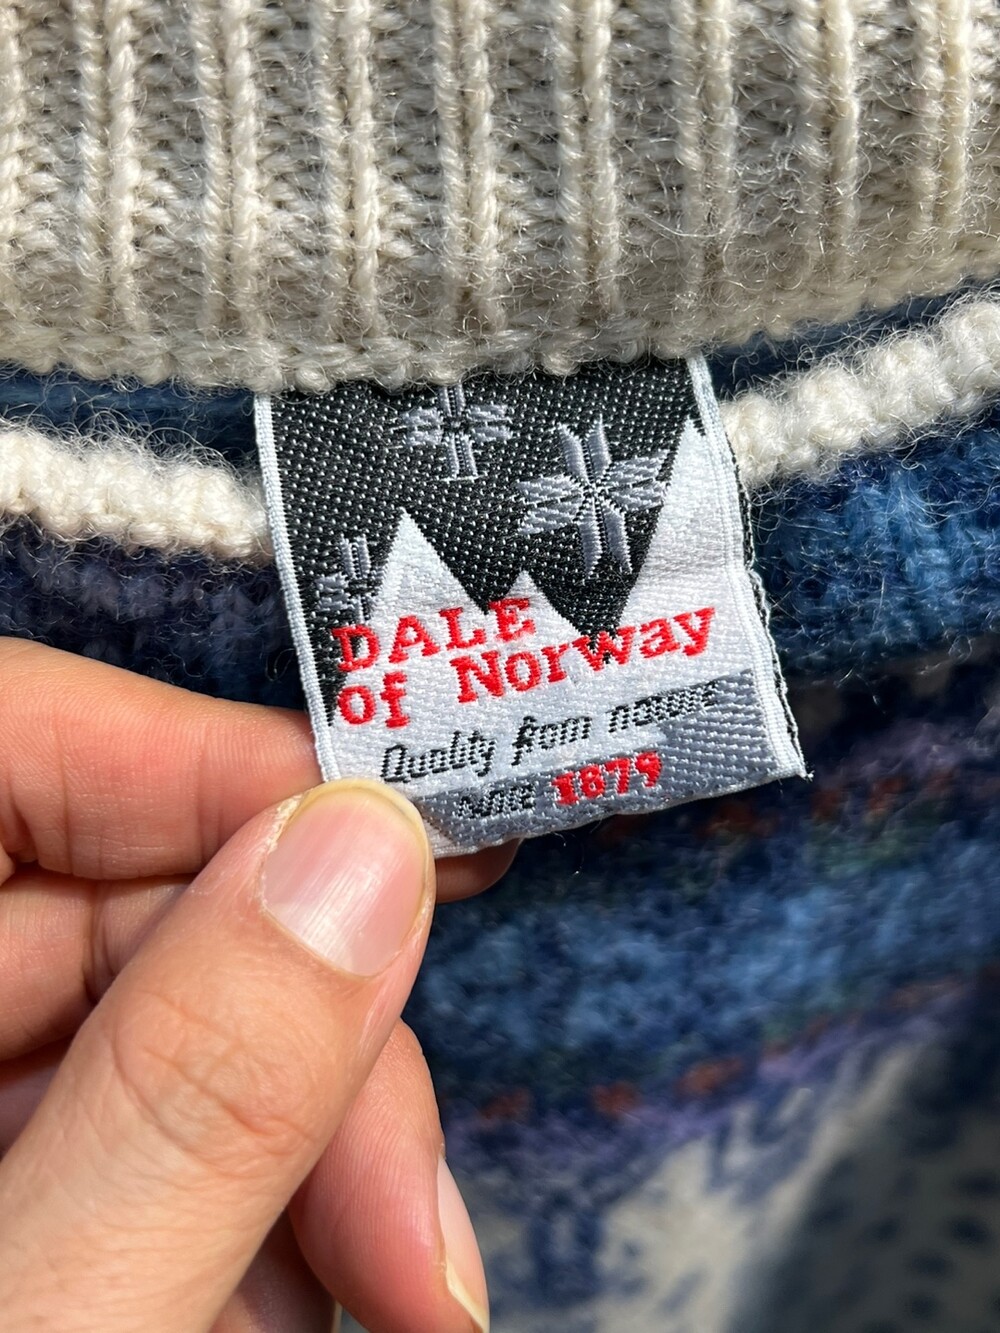 DALE
of Norway
Quality from nature
since 1879